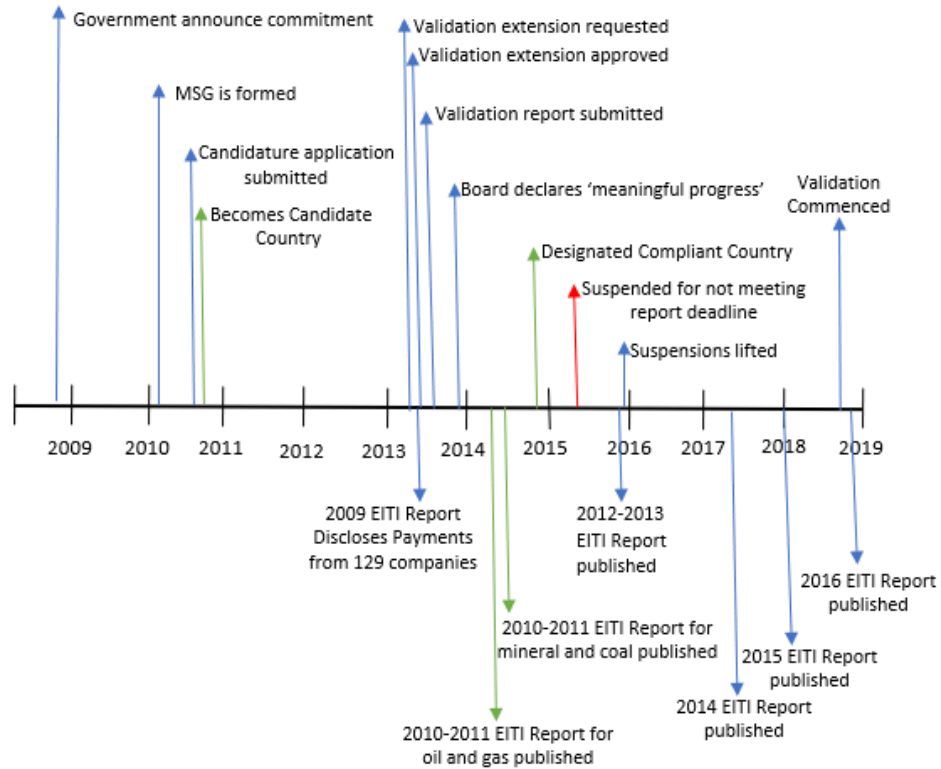 Government announce commitment
MSG is formed
Candidature application
submitted
Becomes Candidate
Country
Validation extension requested
Validation extension approved
Validation report submitted
Board declares ‘meaningful progress’
Designated Compliant Country
Suspended for not meeting
report deadline
Suspensions lifted
Validation
Commenced
2009 2010 2011 2012 2013 2014 2015 2016 2017 2018 2019
2009 EITI Report
Discloses Payments
from 129 companies
2010-2011 EITI Report for
oil and gas published
2010-2011 EITI Report for
mineral and coal published
2012-2013
EITI Report
published
2014 EITI Report
published
2015 EITI Report
published
2016 EITI Report
published